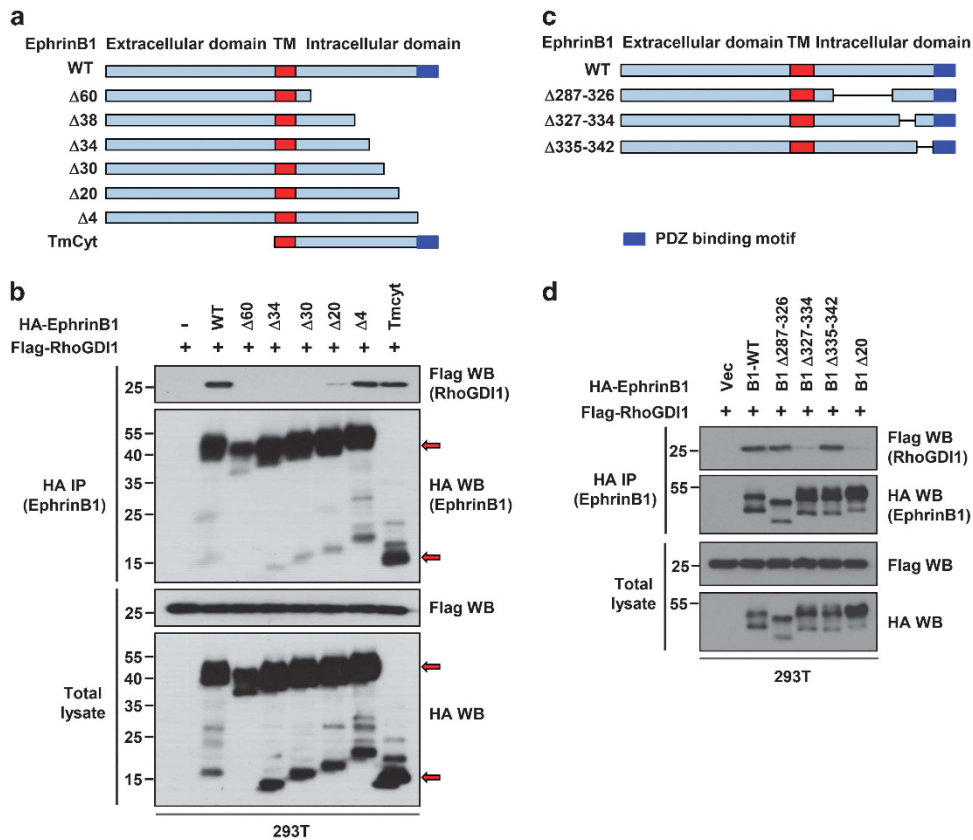 a
EphrinB1 Extracellular domain TM Intracellular domain
WT
Δ60
Δ38
Δ34
Δ30
Δ20
Δ4
TmCyt
c
EphrinB1 Extracellular domain TM Intracellular domain
WT
Δ287-326
Δ327-334
Δ335-342
PDZ binding motif
b
HA-EphrinB1 - WT Δ60 Δ34 Δ30 Δ20 Δ4 Tmcyt
Flag-RhoGDI1 + + + + + + + +
HA IP
(EphrinB1)
25
Flag WB
(RhoGDI1)
55
40
35
25
15
HA WB
(EphrinB1)
Total
lysate
25
Flag WB
55
40
35
25
15
HA WB
293T
d
HA-EphrinB1 Vec B1-WT B1 Δ287-326 B1 Δ327-334 B1 Δ335-342 B1 Δ20
Flag-RhoGDI1 + + + + + +
HA IP
(EphrinB1)
25
Flag WB
(RhoGDI1)
55
HA WB
(EphrinB1)
Total
lysate
25
Flag WB
55
HA WB
293T